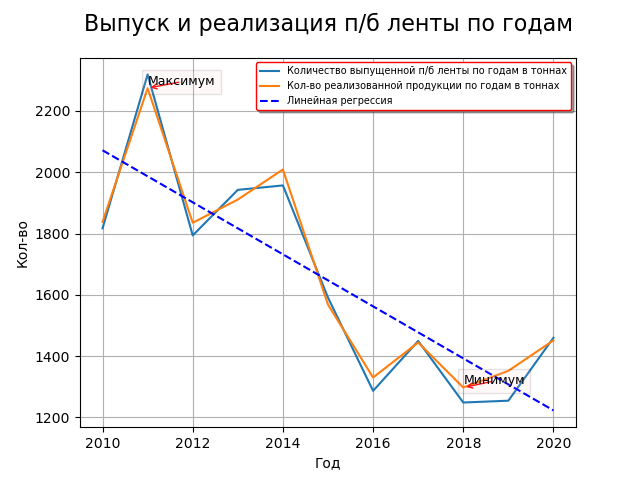 Выпуск и реализация п/б ленты по годам
Максимум
Количество выпущенной п/б ленты по годам в тоннах
Кол-во реализованной продукции по годам в тоннах
Линейная регрессия
2200
2000
1800
1600
1400
1200
Кол-во
Минимум
2010 2012 2014 2016 2018 2020
Год